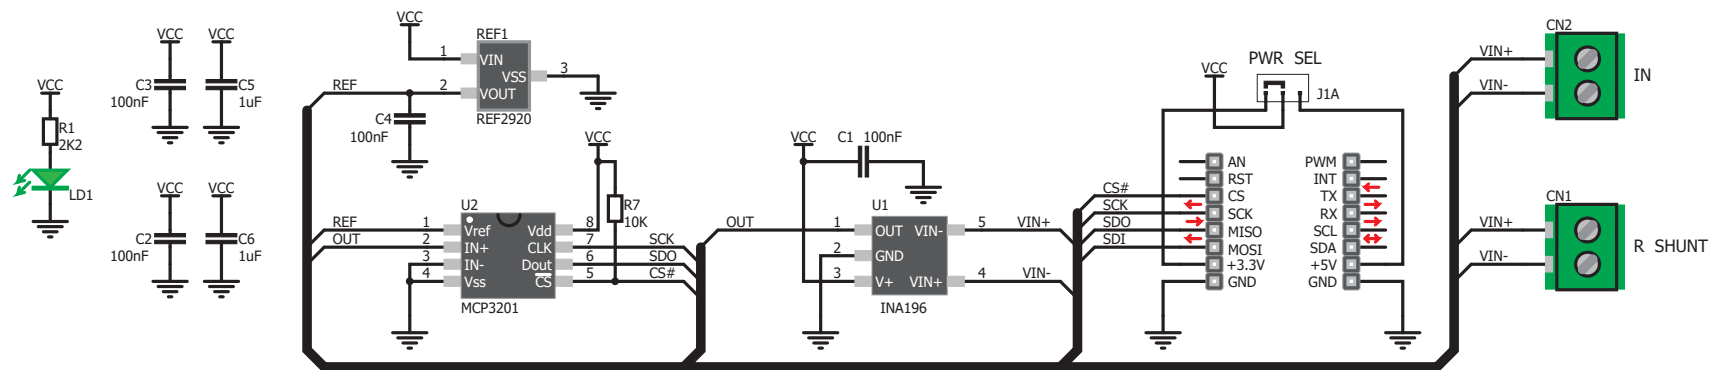 VCC
R1
2K2
LD1
VCC
C3
100nF
VCC
C5
1uF
VCC
C2
100nF
VCC
C6
1uF
VCC
REF1
1
VIN
VSS
3
REF
2
VOUT
REF2920
C4
100nF
VCC
R7
10K
U2
REF
1
Vref
Vdd
8
OUT
2
IN+
CLK
7
SCK
3
IN-
Dout
6
SDO
4
Vss
CS
5
CS#
MCP3201
VCC
C1
100nF
U1
OUT
1
OUT
VIN-
5
VIN+
2
GND
3
V+
VIN+
4
VIN-
INA196
PWR SEL
VCC
J1A
AN
PWM
RST
INT
CS#
CS
TX
SCK
SCK
RX
SDO
MISO
SCL
SDI
MOSI
SDA
+3.3V
+5V
GND
GND
CN2
VIN+
VIN-
IN
CN1
VIN+
VIN-
R SHUNT